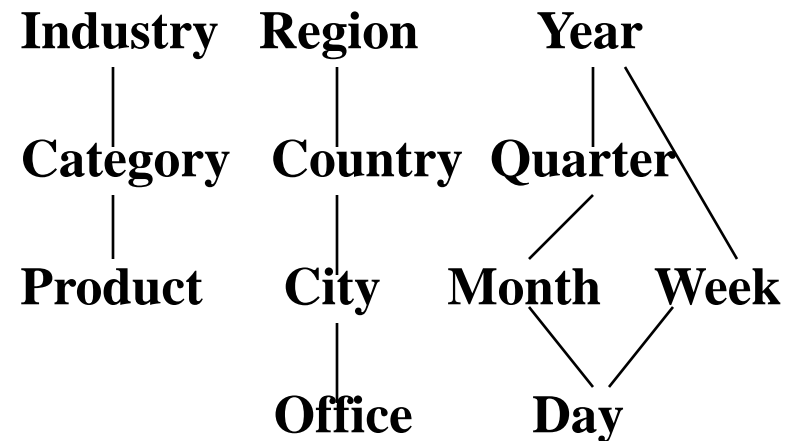 Industry Region Year
Category Country Quarter
Product City Month Week
Office Day